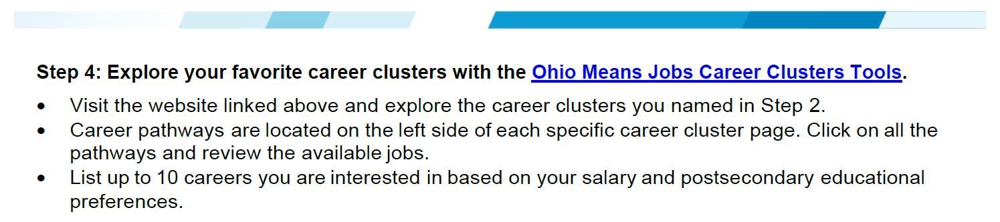 Step 4: Explore your favorite career clusters with the Ohio Means Jobs Career Clusters Tools.
• Visit the website linked above and explore the career clusters you named in Step 2.
• Career pathways are located on the left side of each specific career cluster page. Click on all the
pathways and review the available jobs.
• List up to 10 careers you are interested in based on your salary and postsecondary educational
preferences.